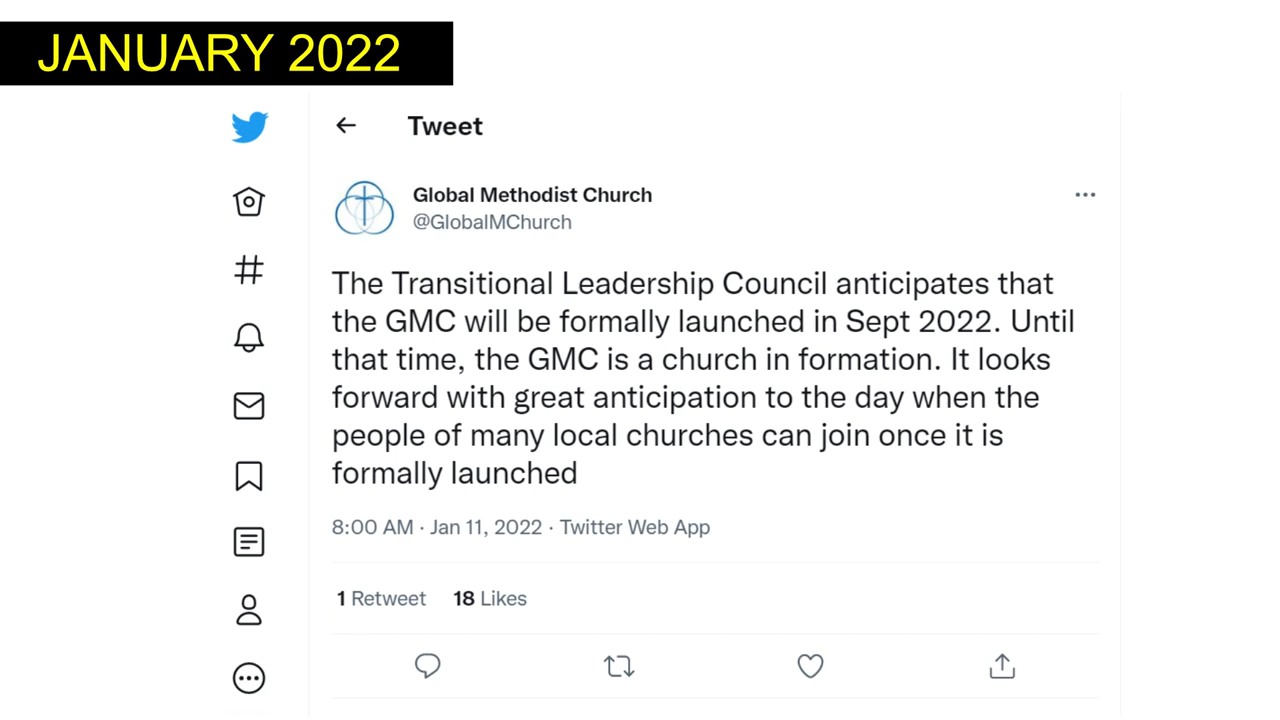 JANUARY 2022
Tweet
Global Methodist Church
@GlobalMChurch
The Transitional Leadership Council anticipates that
the GMC will be formally launched in Sept 2022. Until
that time, the GMC is a church in formation. It looks
forward with great anticipation to the day when the
people of many local churches can join once it is
formally launched
8:00 AM · Jan 11, 2022 · Twitter Web App
1 Retweet 18 Likes